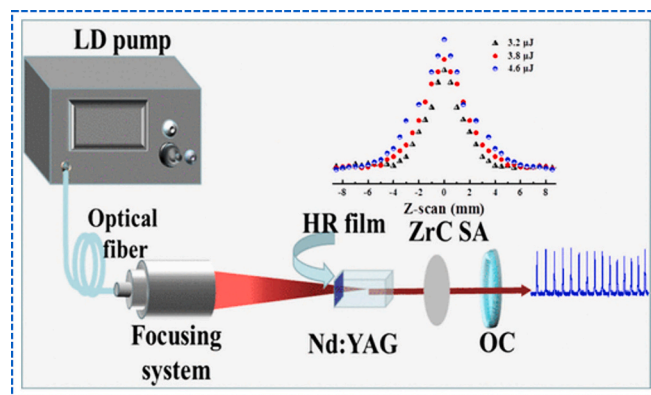 LD pump
3.2 µJ
3.8 µJ
4.6 µJ
-8 -6 -4 -2 0 2 4 6 8
Z-scan (mm)
Optical
fiber
HR film
ZrC SA
Focusing
system
Nd:YAG
OC